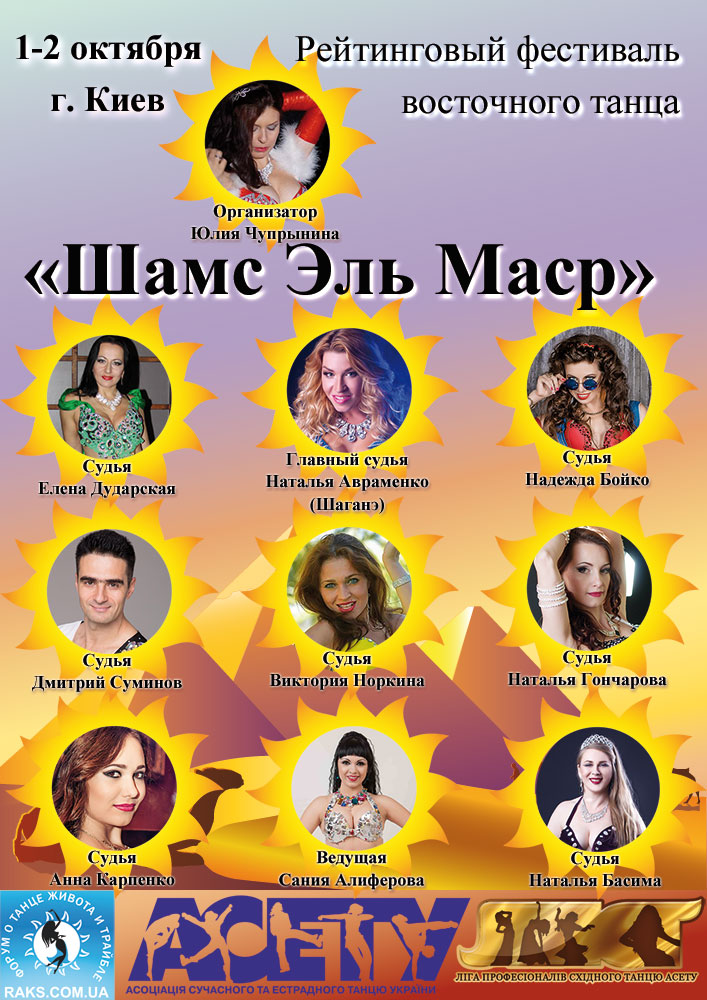 1-2 октября
г. Киев
Рейтинговый фестиваль
восточного танца
Организатор
Юлия Чупрынина
«Шамс Эль Маср»
Судья
Елена Дударская
Главный судья
Наталья Авраменко
(Шаганэ)
Судья
Надежда Бойко
Судья
Дмитрий Суминов
Судья
Виктория Норкина
Судья
Наталья Гончарова
Судья
Анна Карпенко
Ведущая
Сания Алиферова
Судья
Наталья Басима
ФОРУМ О ТАНЦЕ ЖИВОТА И ТРАЙБЛЕ
RAKS.COM.UA
АСЕТУ
АСОЦІАЦІЯ СУЧАСНОГО ТА ЕСТРАДНОГО ТАНЦЮ УКРАЇНИ
ЛІГА ПРОФЕСІОНАЛІВ СХІДНОГО ТАНЦЮ АСЕТУ